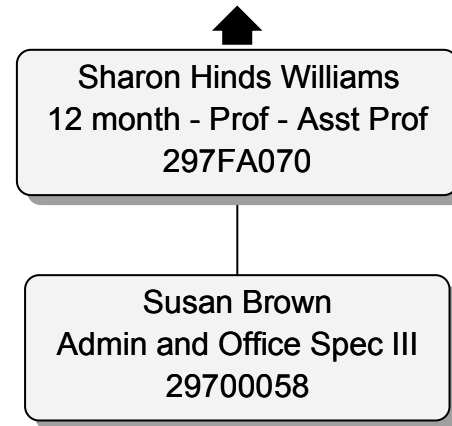 Sharon Hinds Williams
12 month - Prof - Asst Prof
297FA070
Susan Brown
Admin and Office Spec III
29700058